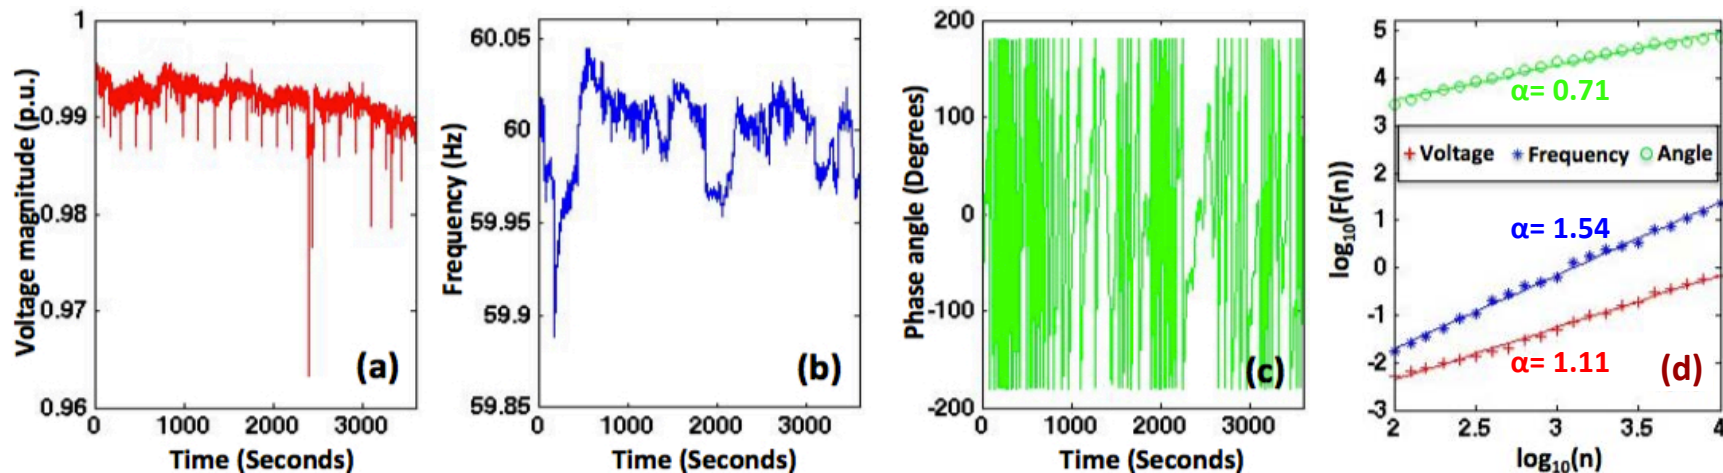 Voltage magnitude (p.u.)
1
0.99
0.98
0.97
0.96
0
1000
2000
3000
Time (Seconds)
(a)
Frequency (Hz)
60.05
60
59.95
59.9
59.85
0
1000
2000
3000
Time (Seconds)
(b)
Phase angle (Degrees)
200
100
0
-100
-200
0
1000
2000
3000
Time (Seconds)
(c)
log10(F(n))
5
4
3
2
1
0
-1
-2
-3
2
2.5
3
3.5
4
log10(n)
α= 0.71
Voltage Frequency Angle
α= 1.54
α= 1.11
(d)